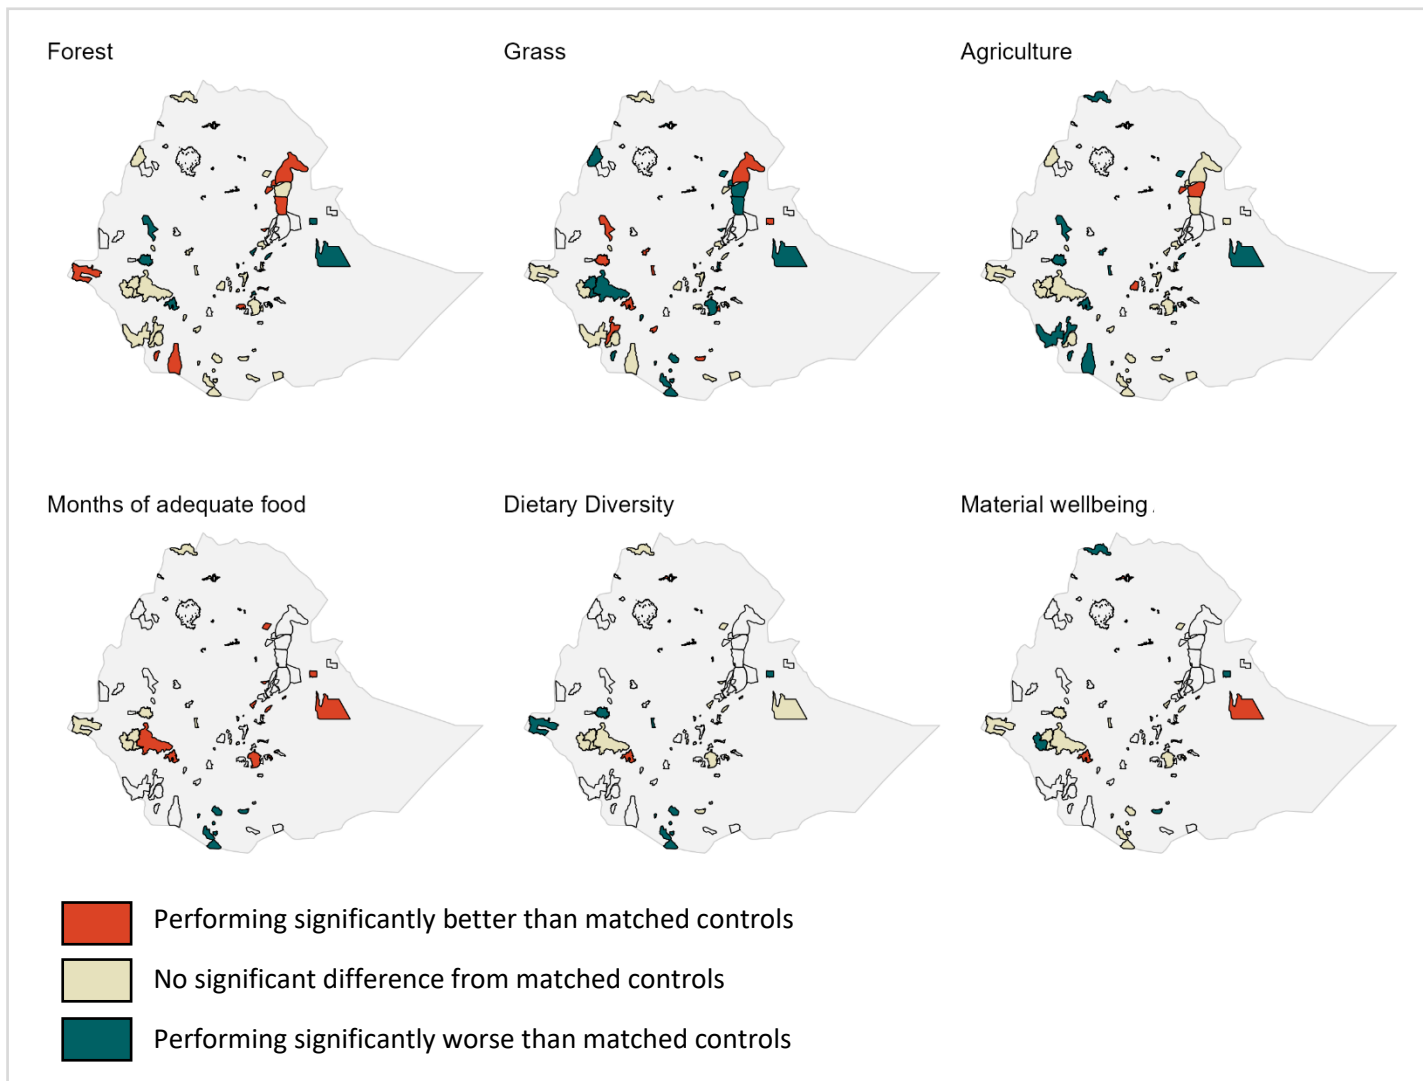 Forest
Grass
Agriculture
Months of adequate food
Dietary Diversity
Material wellbeing.
Performing significantly better than matched controls
No significant difference from matched controls
Performing significantly worse than matched controls